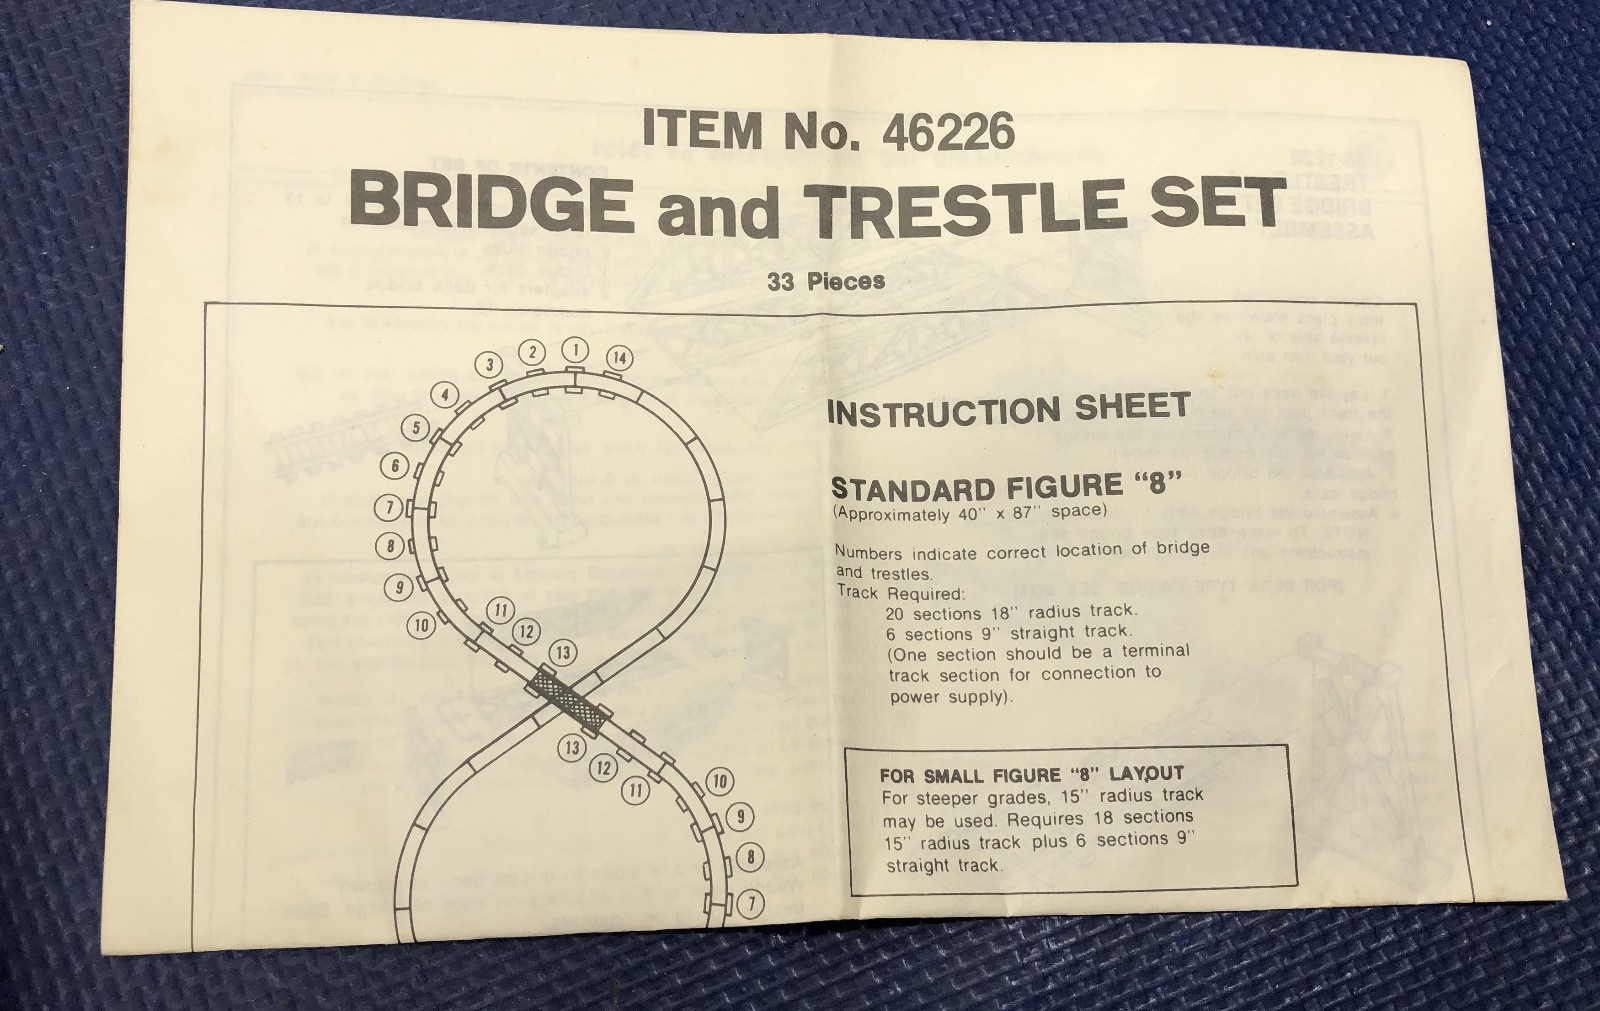 ITEM No. 46226
BRIDGE and TRESTLE SET
33 Pieces
14
1
2
3
4
5
6
7
8
9
10
11
12
13
13
12
11
10
9
8
7
INSTRUCTION SHEET
STANDARD FIGURE "8"
(Approximately 40" x 87" space)
Numbers indicate correct location of bridge
and trestles.
Track Required:
20 sections 18" radius track.
6 sections 9" straight track.
(One section should be a terminal
track section for connection to
power supply).
FOR SMALL FIGURE "8" LAYOUT
For steeper grades, 15" radius track
may be used. Requires 18 sections
15" radius track plus 6 sections 9"
straight track.